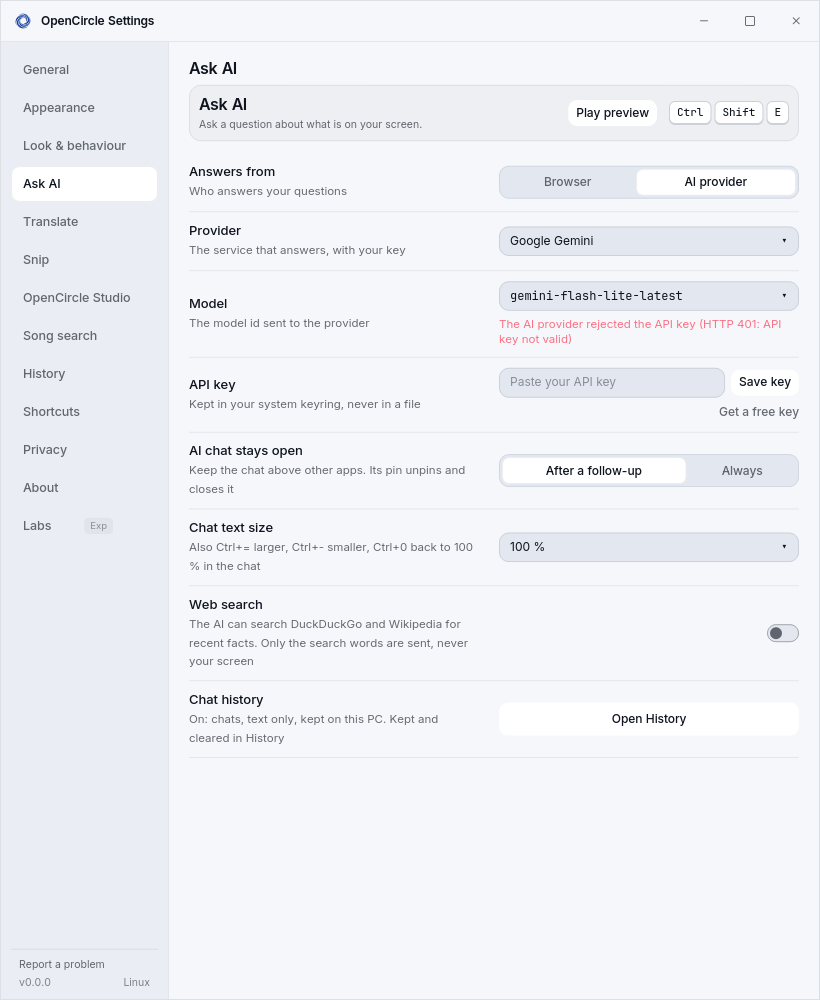 OpenCircle Settings
General
Appearance
Look & behaviour
Ask AI
Translate
Snip
OpenCircle Studio
Song search
History
Shortcuts
Privacy
About
Labs Exp
Report a problem
v0.0.0 Linux
Ask AI
Ask AI
Ask a question about what is on your screen.
Play preview Ctrl Shift E
Answers from
Who answers your questions
Browser AI provider
Provider
The service that answers, with your key
Google Gemini
Model
The model id sent to the provider
gemini-flash-lite-latest
The AI provider rejected the API key (HTTP 401: API
key not valid)
API key
Kept in your system keyring, never in a file
Paste your API key Save key
Get a free key
AI chat stays open
Keep the chat above other apps. Its pin unpins and
closes it
After a follow-up Always
Chat text size
Also Ctrl+= larger, Ctrl+- smaller, Ctrl+0 back to 100
% in the chat
100 %
Web search
The AI can search DuckDuckGo and Wikipedia for
recent facts. Only the search words are sent, never
your screen
Chat history
On: chats, text only, kept on this PC. Kept and
cleared in History
Open History